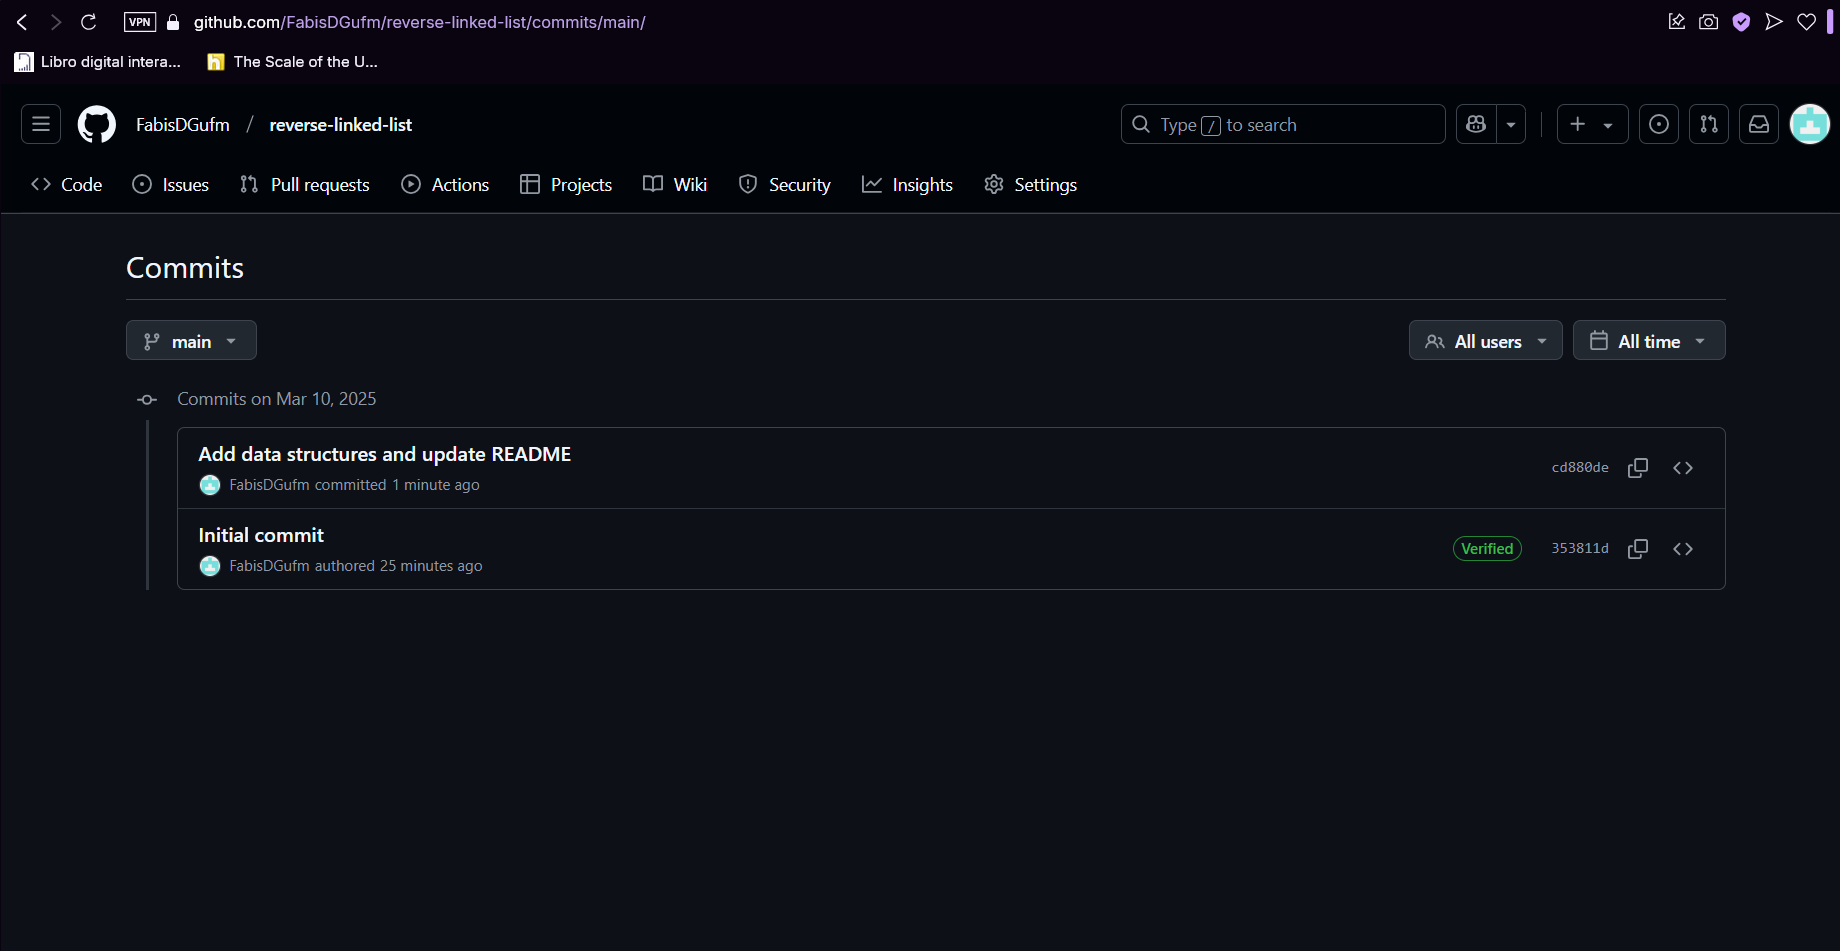 VPN github.com/FabisDGufm/reverse-linked-list/commits/main/
Libro digital intera... h The Scale of the U...
FabisDGufm / reverse-linked-list Type / to search
Code Issues Pull requests Actions Projects Wiki Security Insights Settings
Commits
main All users All time
Commits on Mar 10, 2025
Add data structures and update README
FabisDGufm committed 1 minute ago
cd880de
Initial commit
FabisDGufm authored 25 minutes ago
Verified 353811d